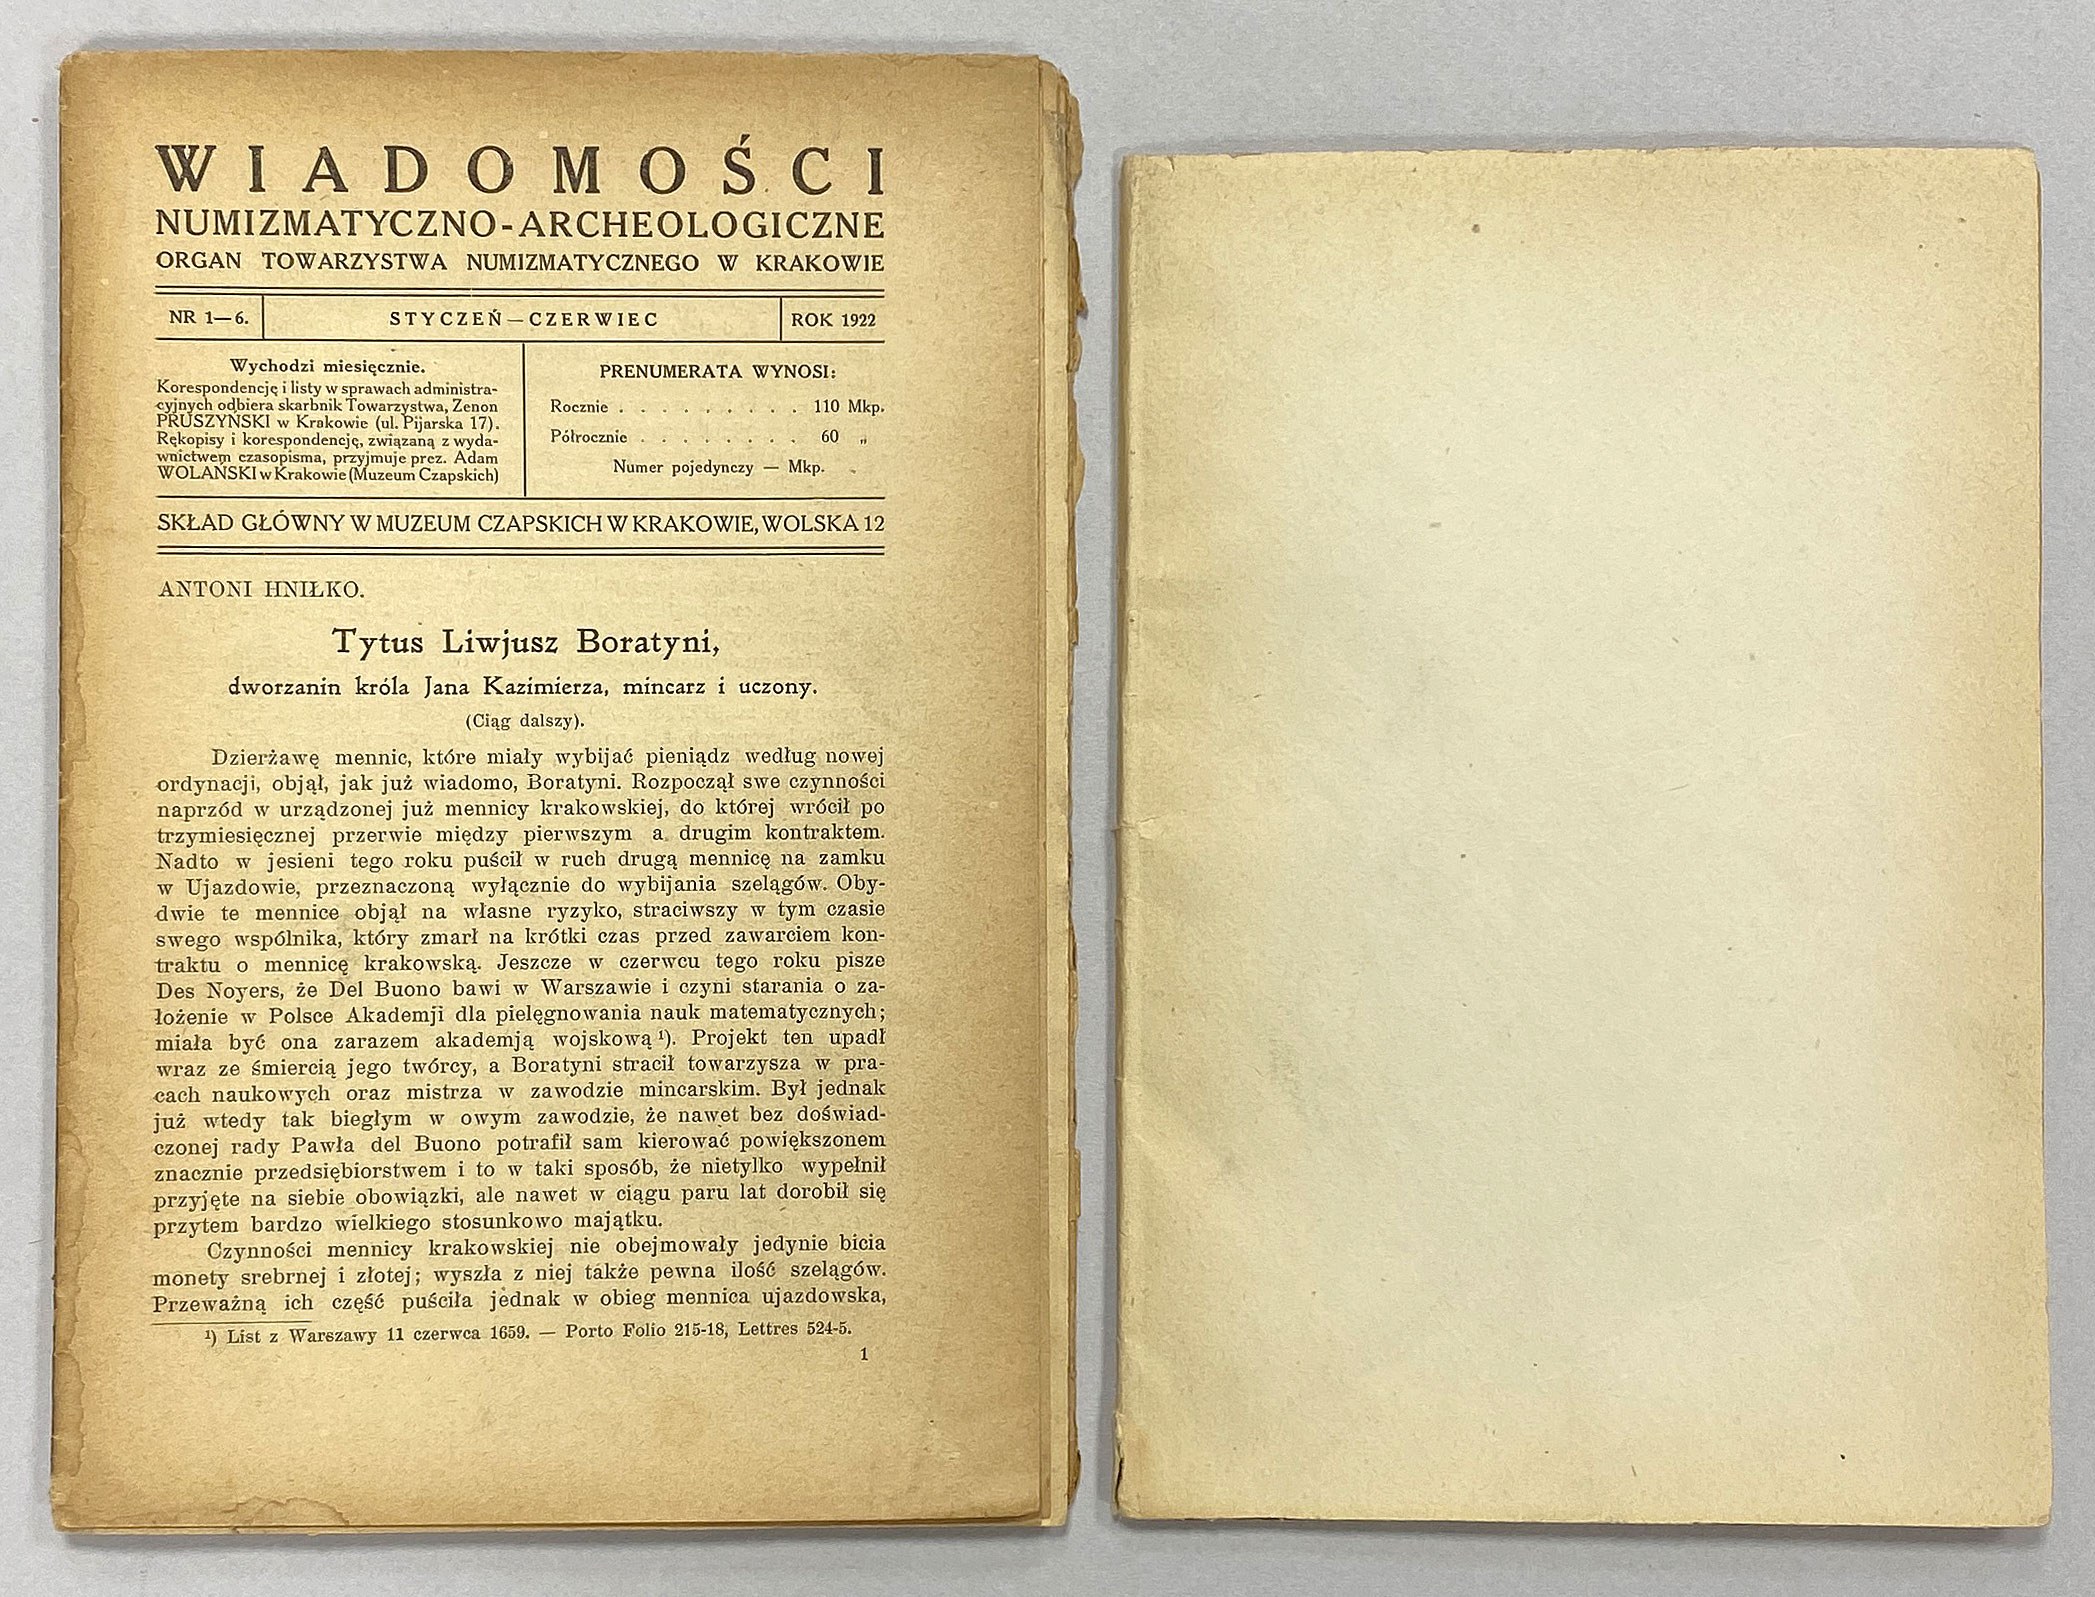 WIADOMOŚCI
NUMIZMATYCZNO-ARCHEOLOGICZNE
ORGAN TOWARZYSTWA NUMIZMATYCZNEGO W KRAKOWIE
NR 1—6.
STYCZEŃ—CZERWIEC
ROK 1922
Wychodzi miesięcznie.
Korespondencję i listy w sprawach administra-
cyjnych odbiera skarbnik Towarzystwa, Zenon
PRUSZYŃSKI w Krakowie (ul. Pijarska 17).
Rękopisy i korespondencję, związaną z wyda-
wnictwem czasopisma, przyjmuje prez. Adam
WOLAŃSKI w Krakowie (Muzeum Czapskich)
PRENUMERATA WYNOSI:
Rocznie . . . . . . . . . 110 Mkp.
Półrocznie . . . . . . . . 60 „
Numer pojedynczy — Mkp.
SKŁAD GŁÓWNY W MUZEUM CZAPSKICH W KRAKOWIE, WOLSKA 12
ANTONI HNIŁKO.
Tytus Liwjusz Boratyni,
dworzanin króla Jana Kazimierza, mincarz i uczony.
(Ciąg dalszy).
Dzierżawę mennic, które miały wybijać pieniądz według nowej
ordynacji, objął, jak już wiadomo, Boratyni. Rozpoczął swe czynności
naprzód w urządzonej już mennicy krakowskiej, do której wrócił po
trzymiesięcznej przerwie między pierwszym a drugim kontraktem.
Nadto w jesieni tego roku puścił w ruch drugą mennicę na zamku
w Ujazdowie, przeznaczoną wyłącznie do wybijania szelągów. Oby-
dwie te mennice objął na własne ryzyko, straciwszy w tym czasie
swego wspólnika, który zmarł na krótki czas przed zawarciem kon-
traktu o mennicę krakowską. Jeszcze w czerwcu tego roku pisze
Des Noyers, że Del Buono bawi w Warszawie i czyni starania o za-
łożenie w Polsce Akademji dla pielęgnowania nauk matematycznych;
miała być ona zarazem akademją wojskową ¹). Projekt ten upadł
wraz ze śmiercią jego twórcy, a Boratyni stracił towarzysza w pra-
cach naukowych oraz mistrza w zawodzie mincarskim. Był jednak
już wtedy tak biegłym w owym zawodzie, że nawet bez doświad-
czonej rady Pawła del Buono potrafił sam kierować powiększonem
znacznie przedsiębiorstwem i to w taki sposób, że nietylko wypełnił
przyjęte na siebie obowiązki, ale nawet w ciągu paru lat dorobił się
przytem bardzo wielkiego stosunkowo majątku.
Czynności mennicy krakowskiej nie obejmowały jedynie bicia
monety srebrnej i złotej; wyszła z niej także pewna ilość szelągów.
Przeważną ich część puściła jednak w obieg mennica ujazdowska,
¹) List z Warszawy 11 czerwca 1659. — Porto Folio 215-18, Lettres 524-5.
1